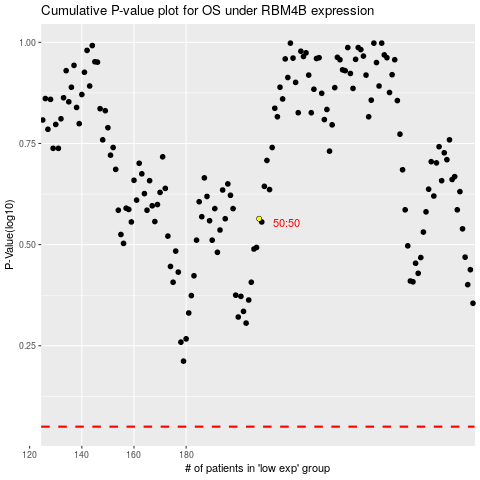 Cumulative P-value plot for OS under RBM4B expression
P-Value(log10)
1.00
0.75
0.50
0.25
50:50
120 140 160 180
# of patients in 'low exp' group